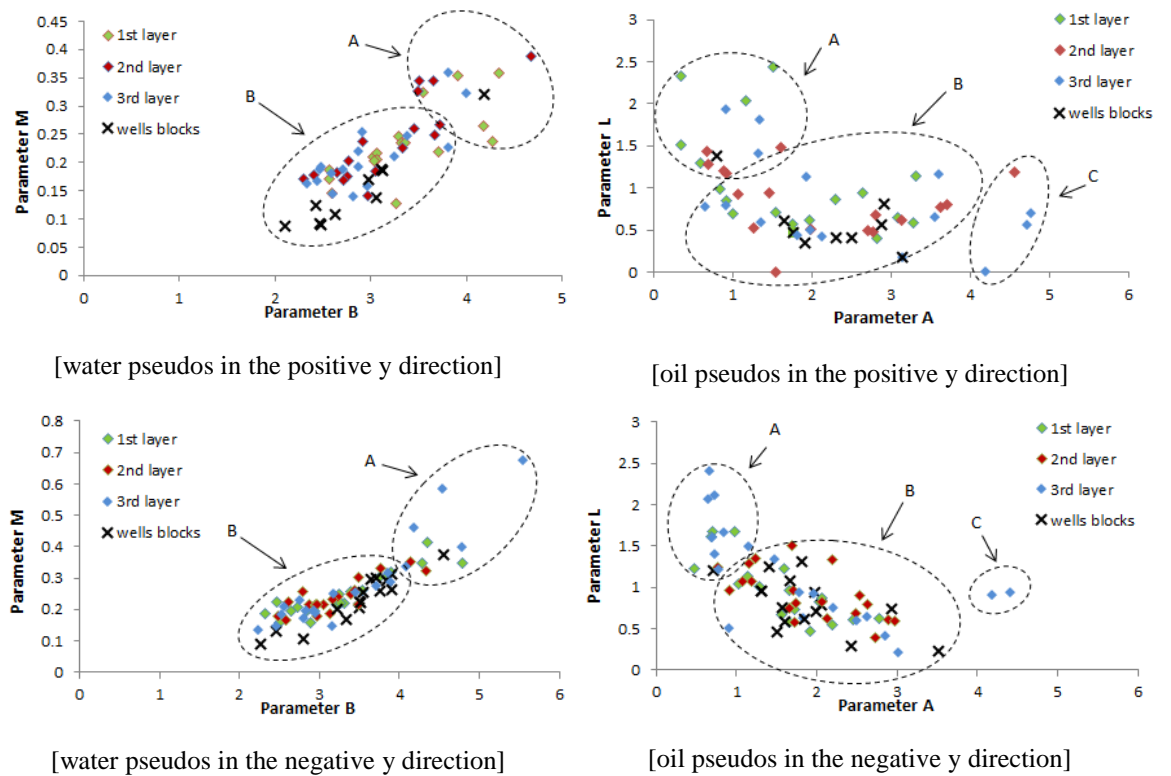 0.45
0.4
0.35
0.3
0.25
0.2
0.15
0.1
0.05
0
Parameter M
1st layer
2nd layer
3rd layer
wells blocks
A
B
0 1 2 3 4 5
Parameter B
[water pseudos in the positive y direction]
3
2.5
2
1.5
1
0.5
0
Parameter L
1st layer
2nd layer
3rd layer
wells blocks
A
B
C
0 1 2 3 4 5 6
Parameter A
[oil pseudos in the positive y direction]
0.8
0.7
0.6
0.5
0.4
0.3
0.2
0.1
0
Parameter M
1st layer
2nd layer
3rd layer
wells blocks
A
B
0 1 2 3 4 5 6
Parameter B
[water pseudos in the negative y direction]
3
2.5
2
1.5
1
0.5
0
Parameter L
1st layer
2nd layer
3rd layer
wells blocks
A
B
C
0 1 2 3 4 5 6
Parameter A
[oil pseudos in the negative y direction]